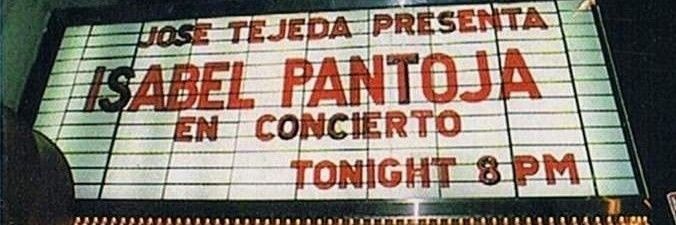 JOSE TEJEDA PRESENTA
ISABEL PANTOJA
EN CONCIERTO
TONIGHT 8 PM